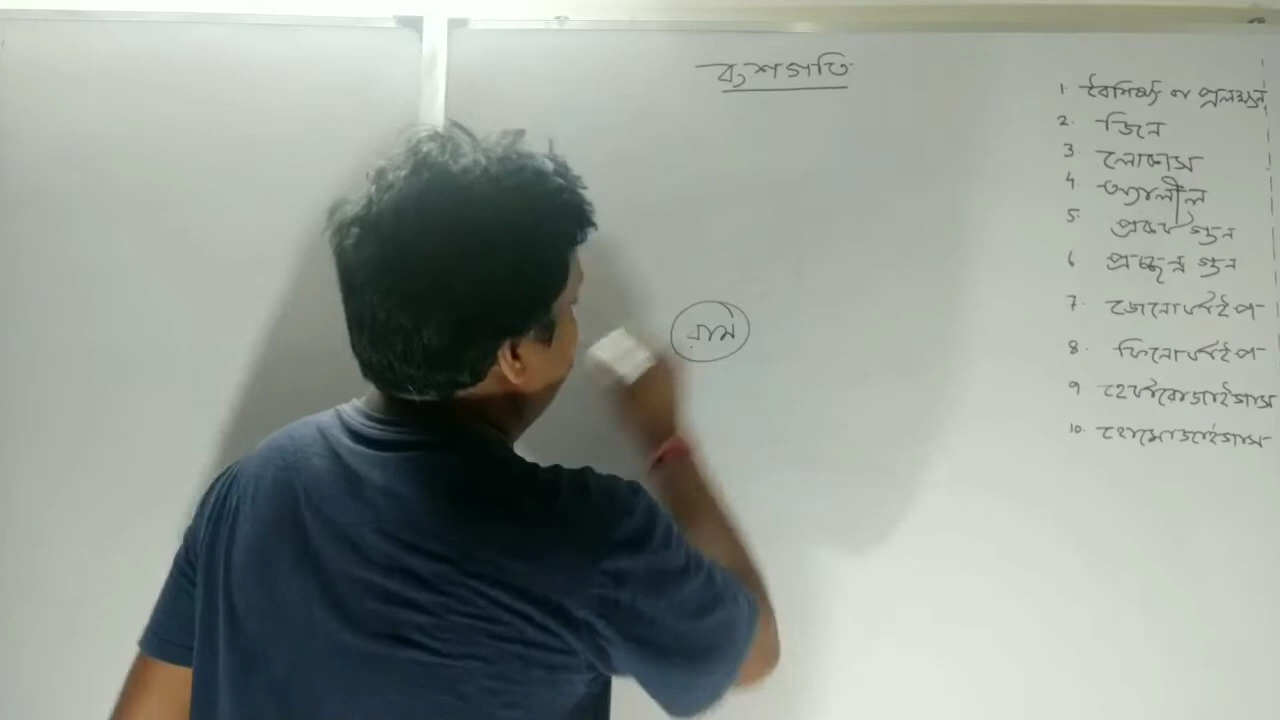 বংশগতি
রাম
1. বৈশিষ্ট্য ও প্রলক্ষণ
2. জিন
3. লোকাস
4. অ্যালীল
5. প্রকট গুন
6 প্রচ্ছন্ন গুন
7. জেনোটাইপ
8. ফিনোটাইপ
9 হেটারোজাইগাস
10. হোমোজাইগাস